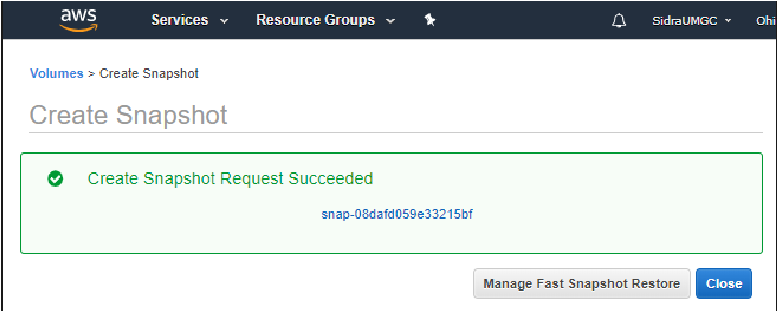 aws Services Resource Groups SidraUMGC Ohi
Volumes > Create Snapshot
Create Snapshot
Create Snapshot Request Succeeded
snap-08dafd059e33215bf
Manage Fast Snapshot Restore Close